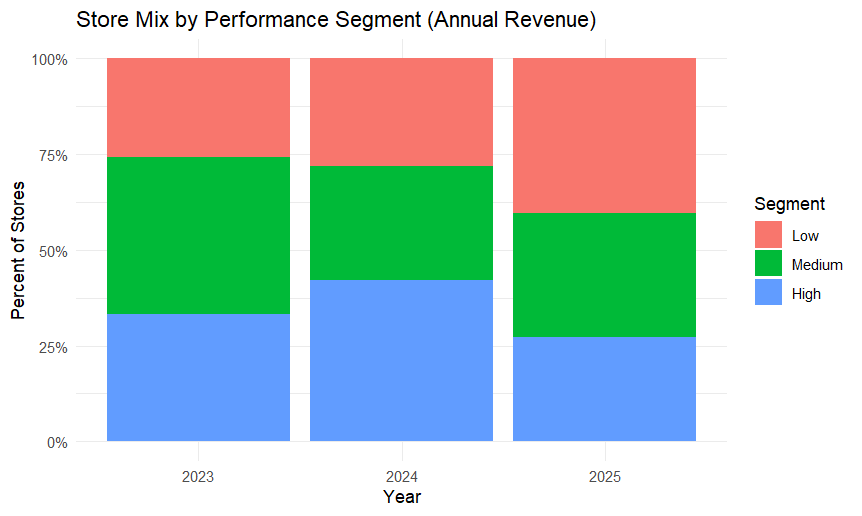 Store Mix by Performance Segment (Annual Revenue)
100%
75%
50%
25%
0%
Percent of Stores
2023
2024
2025
Year
Segment
Low
Medium
High